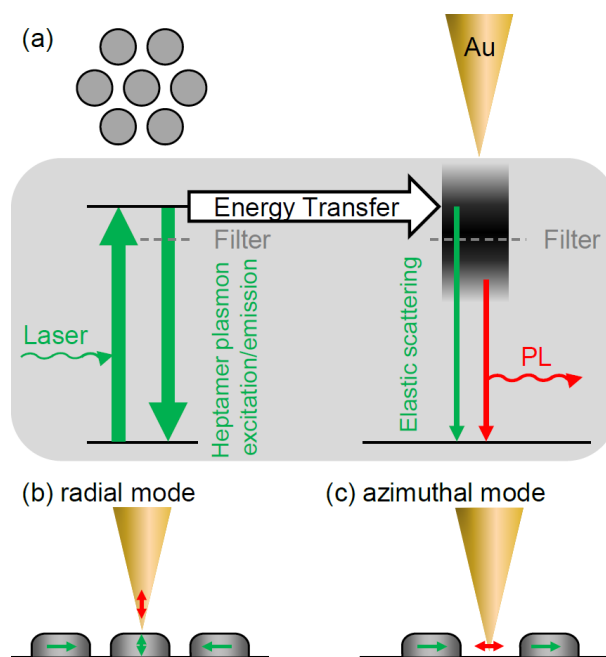 (a)
Au
Energy Transfer
Filter
Filter
Laser
Heptamer plasmon
excitation/emission
Elastic scattering
PL
(b) radial mode
(c) azimuthal mode